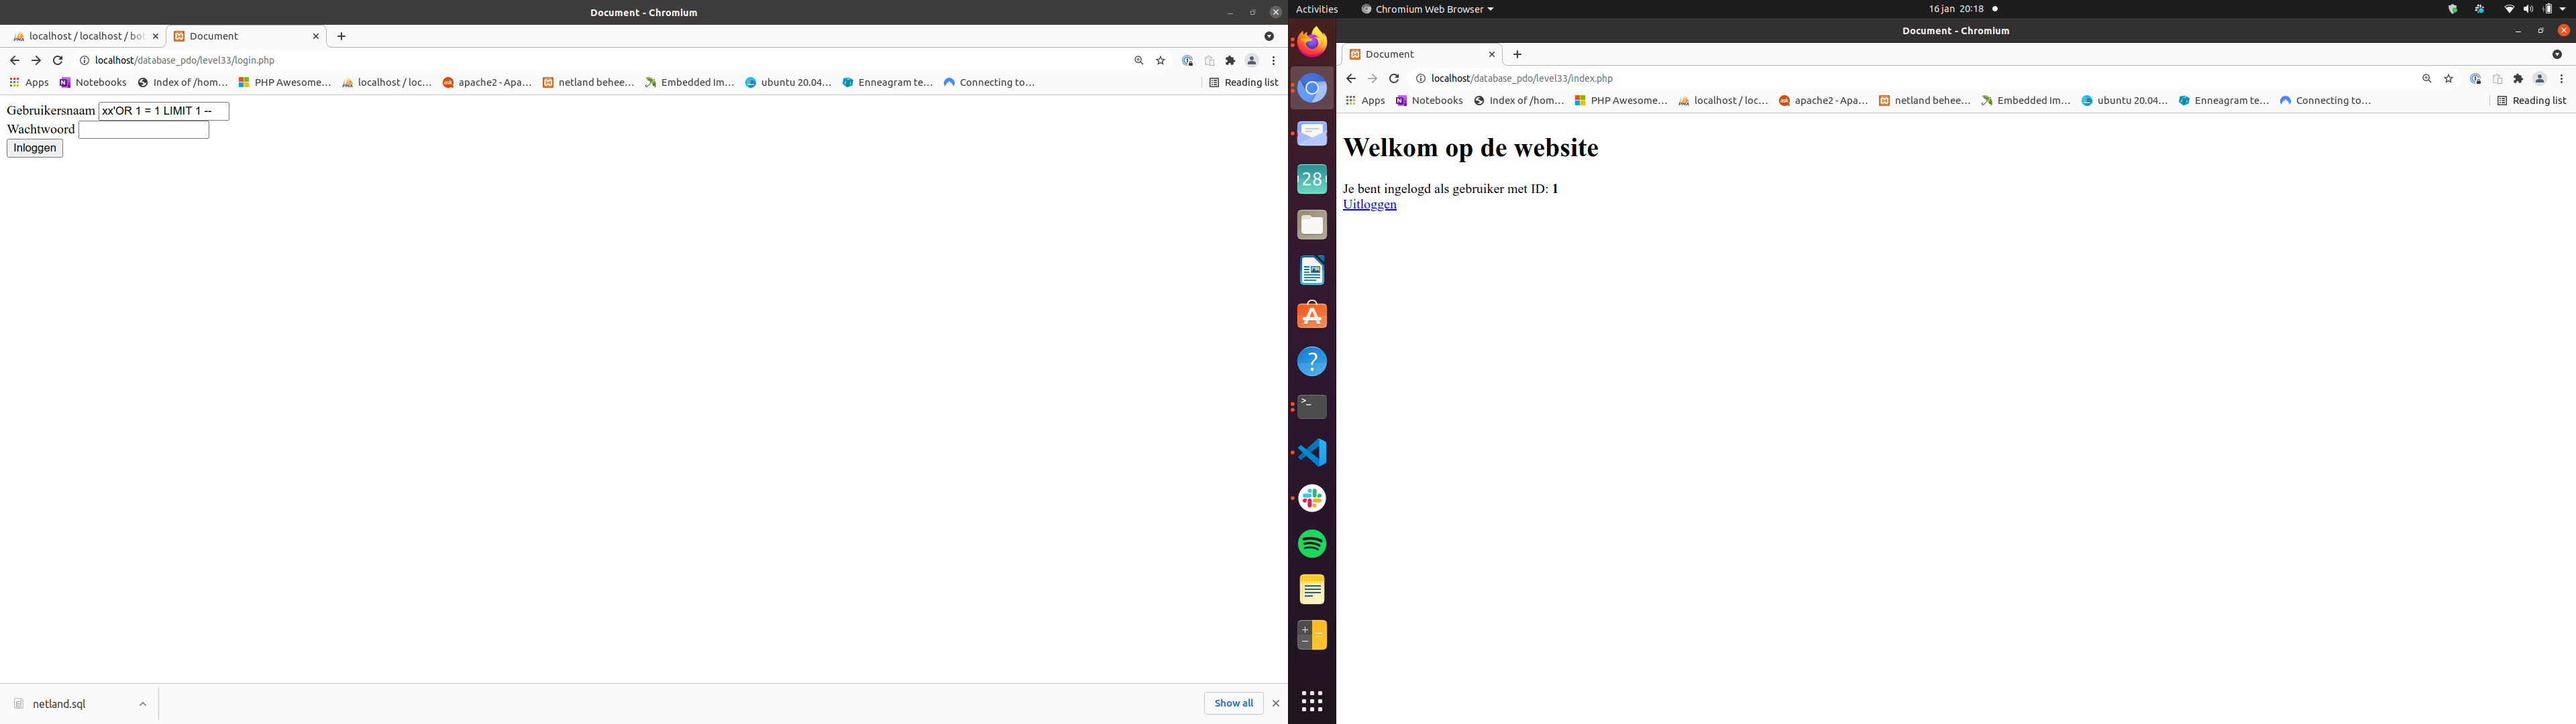 Document - Chromium
localhost / localhost / bob
Document
localhost/database_pdo/level33/login.php
Apps
Notebooks
Index of /hom…
PHP Awesome…
localhost / loc…
apache2 - Apa…
netland behee…
Embedded Im…
ubuntu 20.04…
Enneagram te…
Connecting to…
Reading list
Gebruikersnaam xx'OR 1 = 1 LIMIT 1 --
Wachtwoord
Inloggen
netland.sql
Show all
Activities
Chromium Web Browser
16 jan 20:18
28
Document - Chromium
Document
localhost/database_pdo/level33/index.php
Apps
Notebooks
Index of /hom…
PHP Awesome…
localhost / loc…
apache2 - Apa…
netland behee…
Embedded Im…
ubuntu 20.04…
Enneagram te…
Connecting to…
Reading list
Welkom op de website
Je bent ingelogd als gebruiker met ID: 1
Uitloggen